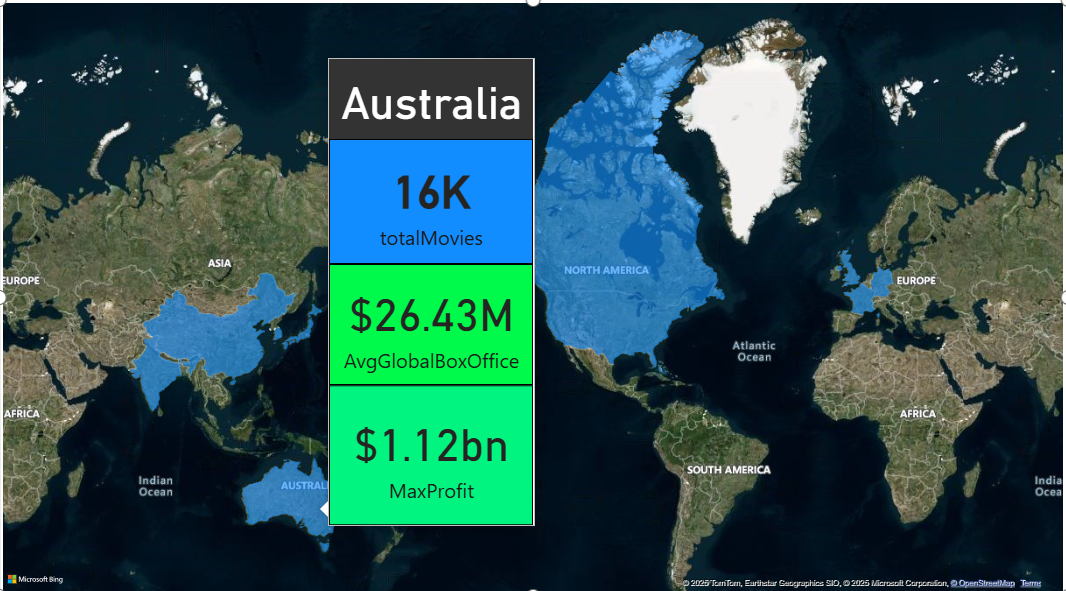 Australia
16K
totalMovies
$26.43M
AvgGlobalBoxOffice
$1.12bn
MaxProfit
ASIA
EUROPE
AFRICA
Indian
Ocean
AUSTRAL
NORTH AMERICA
EUROPE
Atlantic
Ocean
AFRICA
SOUTH AMERICA
India
Ocea
Microsoft Bing
© 2025 TomTom, Earthstar Geographics SIO, © 2025 Microsoft Corporation, © OpenStreetMap Terms